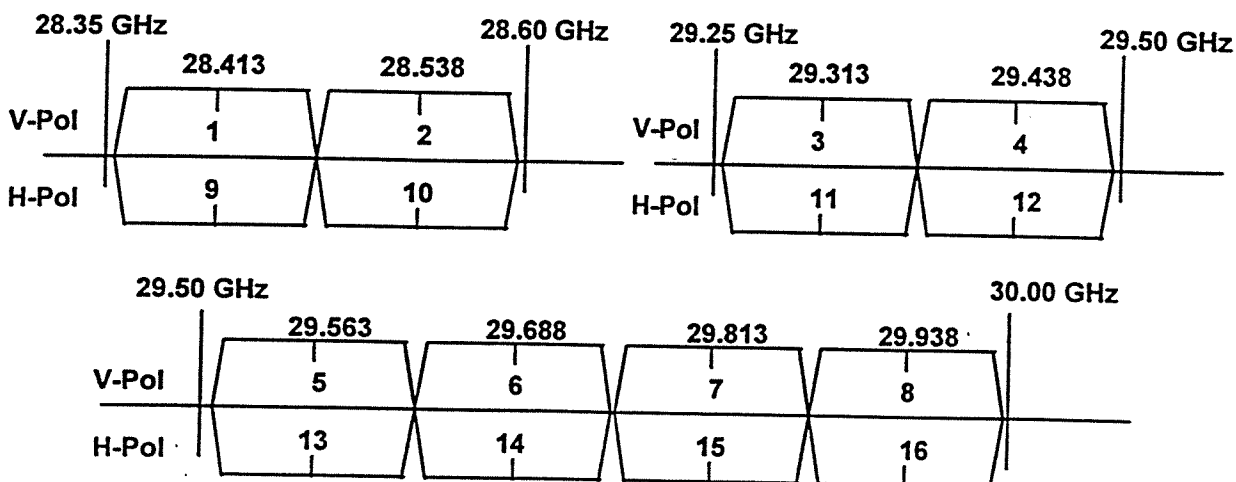 28.35 GHz 28.60 GHz
28.413 28.538
V-Pol 1 2
H-Pol 9 10
29.25 GHz 29.50 GHz
29.313 29.438
V-Pol 3 4
H-Pol 11 12
29.50 GHz 30.00 GHz
29.563 29.688 29.813 29.938
V-Pol 5 6 7 8
H-Pol 13 14 15 16